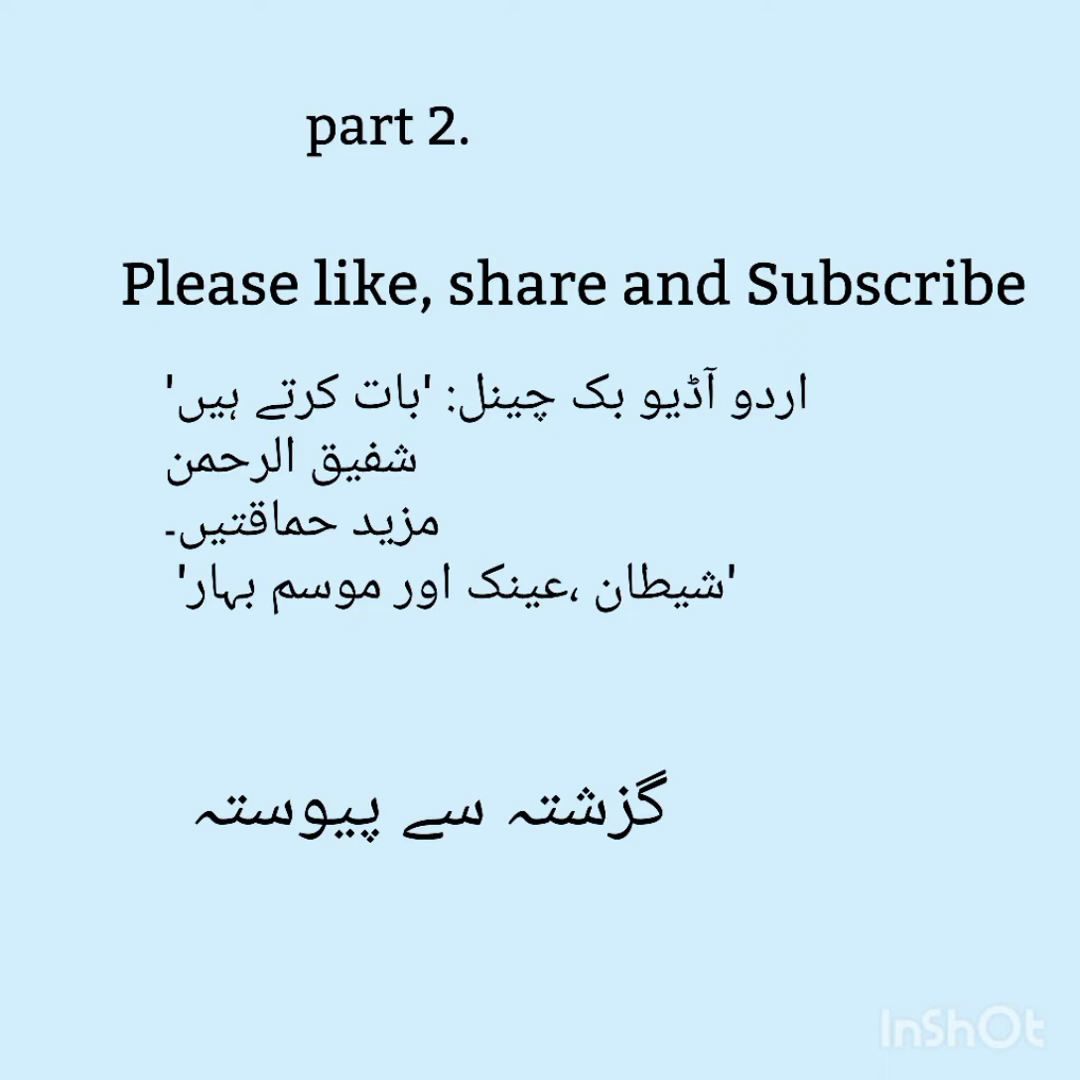 part 2.
Please like, share and Subscribe
اردو آڈیو بک چینل: 'بات کرتے ہیں'
شفیق الرحمن
مزید حماقتیں۔
'شیطان ،عینک اور موسم بہار'
گزشتہ سے پیوستہ
InShOt